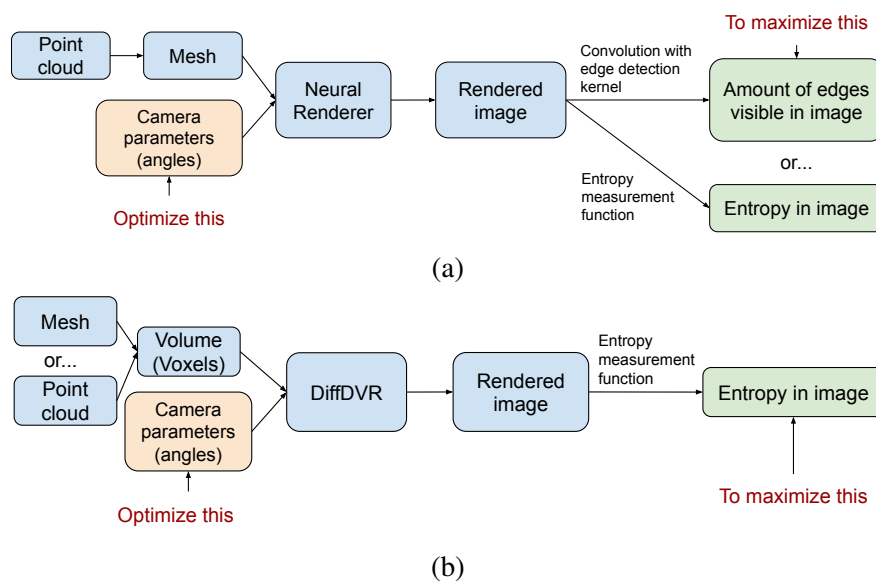 To maximize this
Point
cloud
Mesh
Convolution with
edge detection
kernel
Neural
Renderer
Rendered
image
Amount of edges
visible in image
Camera
parameters
(angles)
or...
Entropy
measurement
function
Optimize this
Entropy in image
(a)
Mesh
or...
Point
cloud
Volume
(Voxels)
Entropy
measurement
function
DiffDVR
Rendered
image
Entropy in image
Camera
parameters
(angles)
Optimize this
To maximize this
(b)